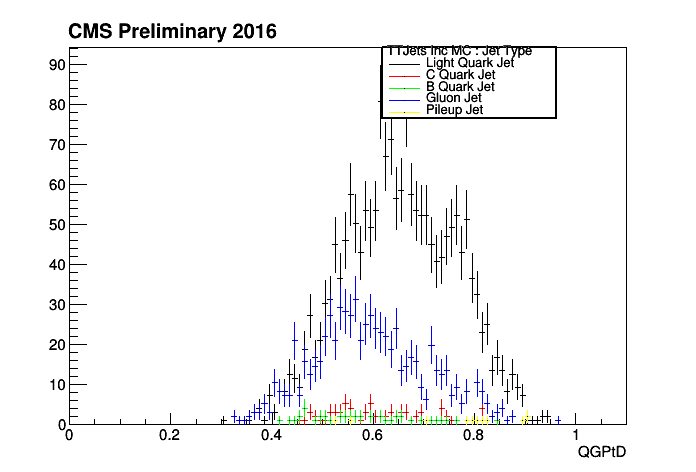 CMS Preliminary 2016
TTJets Inc MC : Jet Type
Light Quark Jet
C Quark Jet
B Quark Jet
Gluon Jet
Pileup Jet
90
80
70
60
50
40
30
20
10
0
0 0.2 0.4 0.6 0.8 1
QGPtD